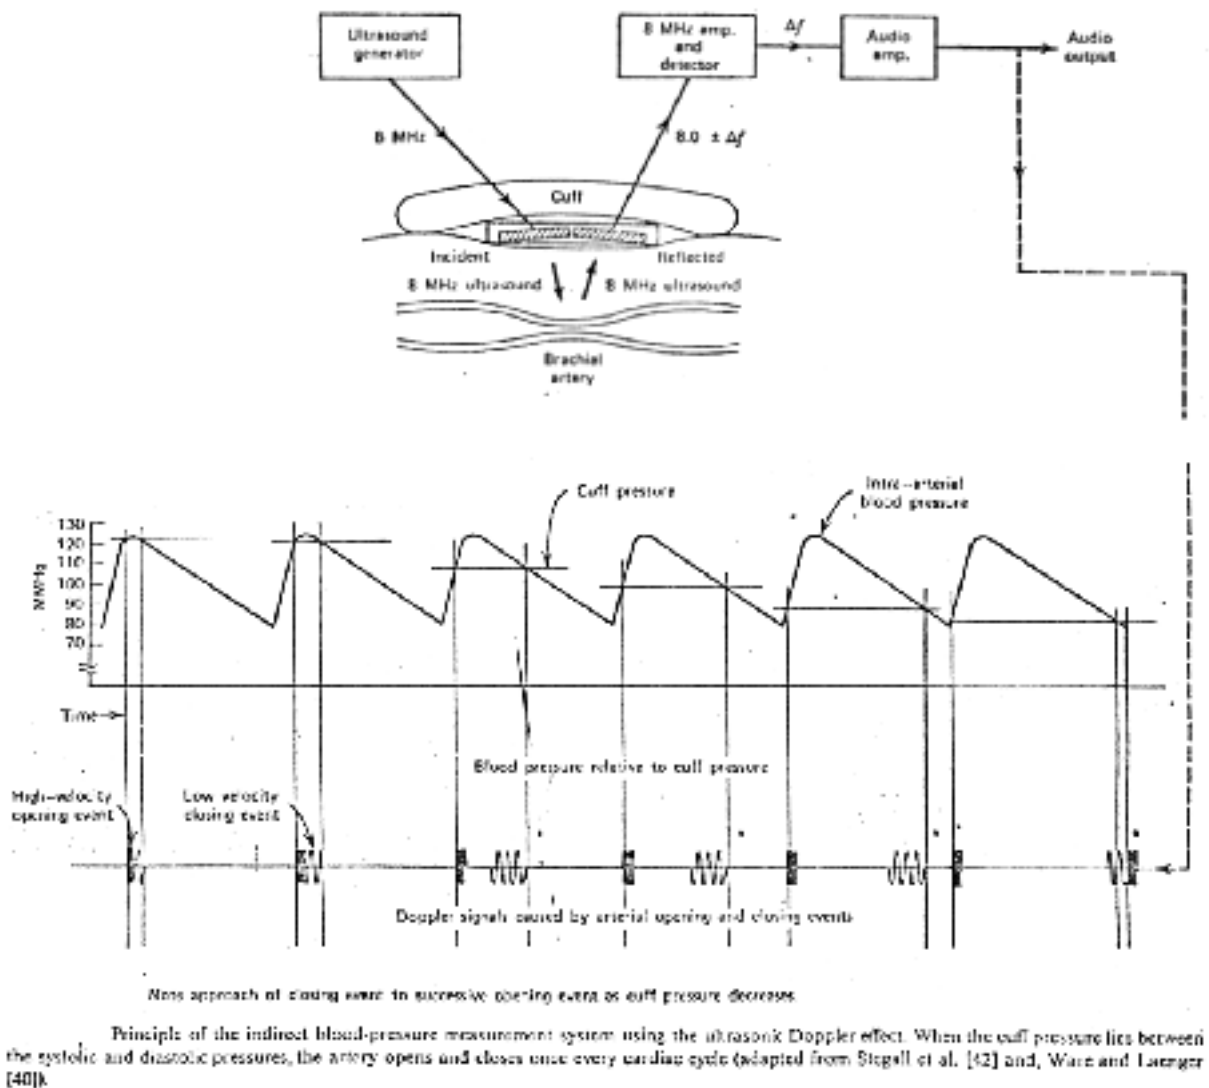 Ultrasound
generator
8 MHz amp.
and
detector
Δf
Audio
amp.
Audio
output
8 MHz
8.0 ± Δf
Cuff
Incident
Reflected
8 MHz ultrasound
8 MHz ultrasound
Brachial
artery
Cuff pressure
Intra-arterial
blood pressure
MMHg
130
120
110
100
90
80
70
Time
Blood pressure relative to cuff pressure
High-velocity
opening event
Low velocity
closing event
Doppler signals caused by arterial opening and closing events
Note approach of closing event to successive opening event as cuff pressure decreases
Principle of the indirect blood-pressure measurement system using the ultrasonic Doppler effect. When the cuff pressure lies between
the systolic and diastolic pressures, the artery opens and closes once every cardiac cycle (adapted from Stegall et al. [42] and, Ware and Laenger
[40]).